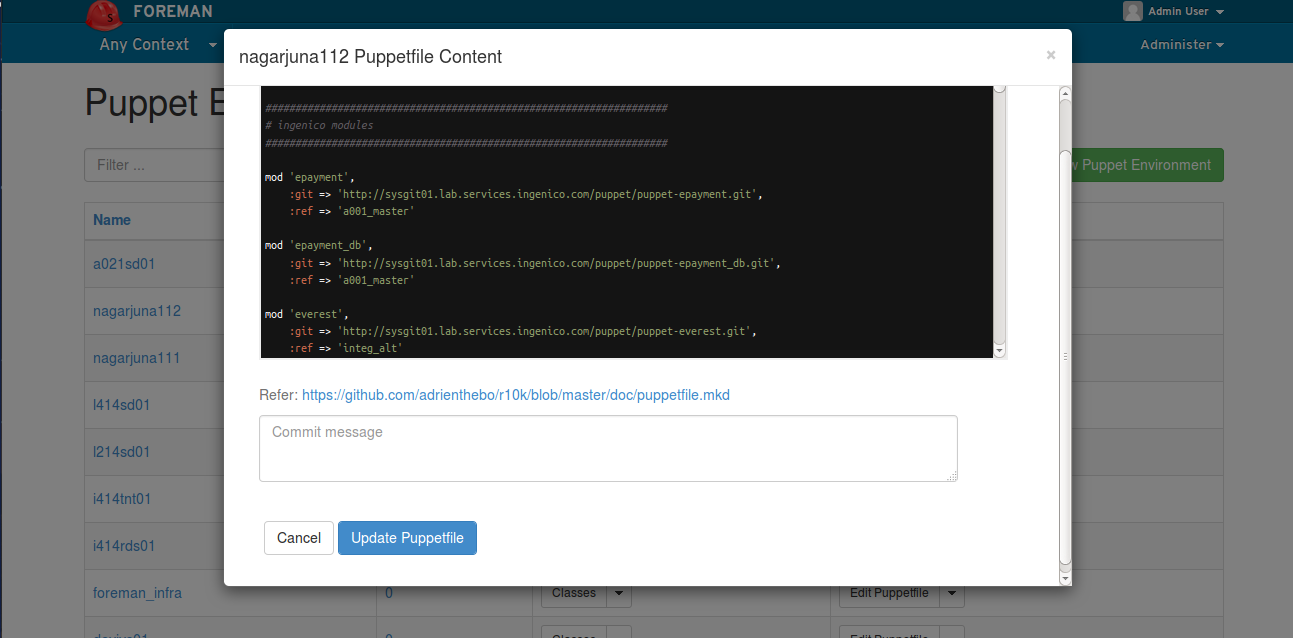 FOREMAN
Admin User
Any Context
Administer
nagarjuna112 Puppetfile Content
×
Puppet E
Filter ...
w Puppet Environment
################################################################### 
# ingenico modules
###################################################################
mod 'epayment',
:git => 'http://sysgit01.lab.services.ingenico.com/puppet/puppet-epayment.git',
:ref => 'a001_master'
mod 'epayment_db',
:git => 'http://sysgit01.lab.services.ingenico.com/puppet/puppet-epayment_db.git',
:ref => 'a001_master'
mod 'everest',
:git => 'http://sysgit01.lab.services.ingenico.com/puppet/puppet-everest.git',
:ref => 'integ_alt'
Name
a021sd01
nagarjuna112
nagarjuna111
l414sd01
l214sd01
i414tnt01
i414rds01
Refer: https://github.com/adrienthebo/r10k/blob/master/doc/puppetfile.mkd
Commit message
Cancel
Update Puppetfile
foreman_infra
0
Classes
Edit Puppetfile
0
Classes
Edit Puppetfile